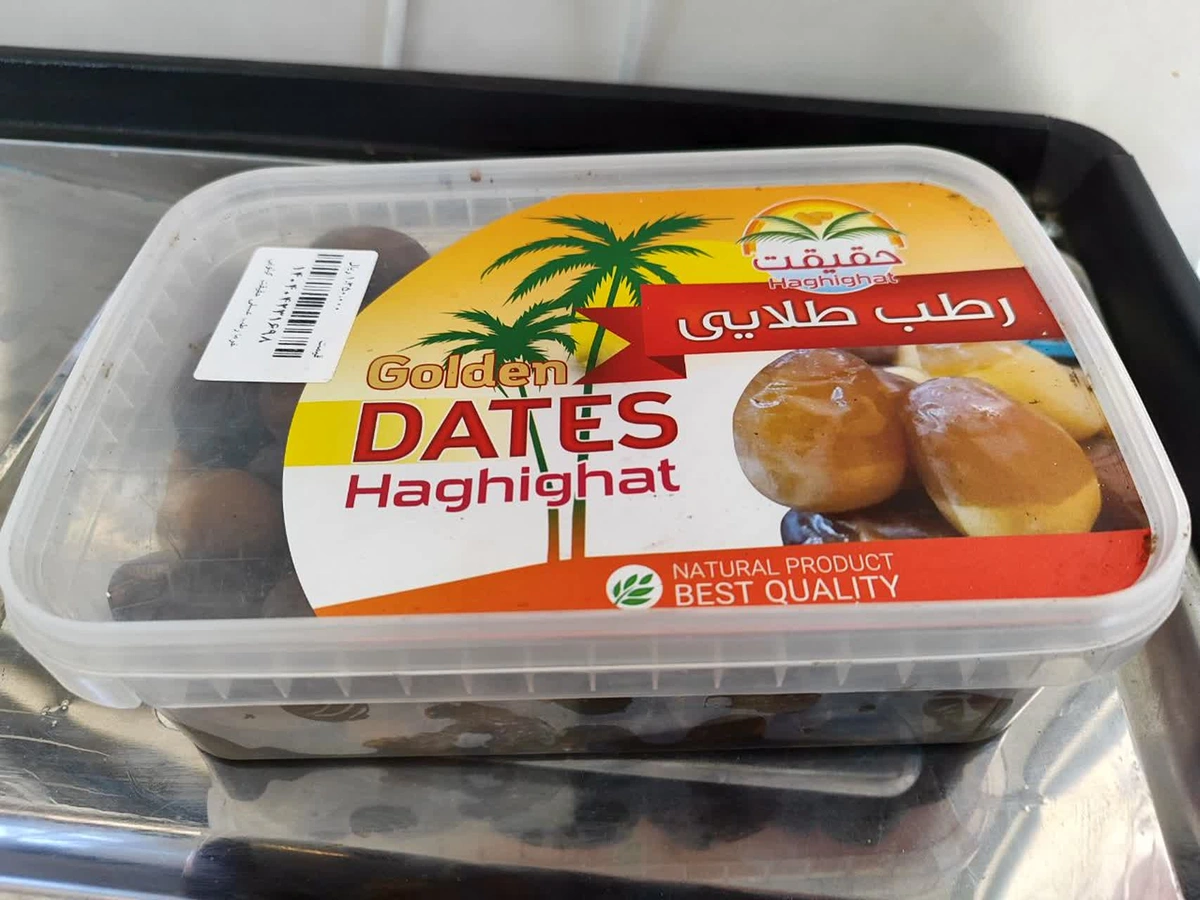 حقیقت
Haghighat
رطب طلایی
Golden
DATES
Haghighat
NATURAL PRODUCT
BEST QUALITY